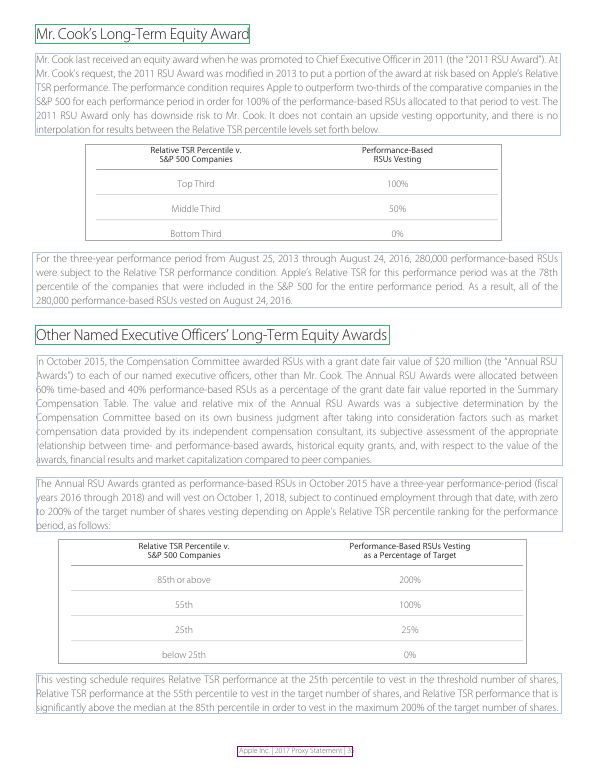 Mr. Cook's Long-Term Equity Award
Mr. Cook last received an equity award when he was promoted to Chief Executive Officer in 2011 (the "2011 RSU Award"). At
Mr. Cook's request, the 2011 RSU Award was modified in 2013 to put a portion of the award at risk based on Apple's Relative
TSR performance. The performance condition requires Apple to outperform two-thirds of the comparative companies in the
S&P 500 for each performance period in order for 100% of the performance-based RSUs allocated to that period to vest. The
2011 RSU Award only has downside risk to Mr. Cook. It does not contain an upside vesting opportunity, and there is no
interpolation for results between the Relative TSR percentile levels set forth below.
Relative TSR Percentile v. Performance-Based
S&P 500 Companies RSUs Vesting
Top Third 100%
Middle Third 50%
Bottom Third 0%
For the three-year performance period from August 25, 2013 through August 24, 2016, 280,000 performance-based RSUs
were subject to the Relative TSR performance condition. Apple's Relative TSR for this performance period was at the 78th
percentile of the companies that were included in the S&P 500 for the entire performance period. As a result, all of the
280,000 performance-based RSUs vested on August 24, 2016.
Other Named Executive Officers' Long-Term Equity Awards
In October 2015, the Compensation Committee awarded RSUs with a grant date fair value of $20 million (the "Annual RSU
Awards") to each of our named executive officers, other than Mr. Cook. The Annual RSU Awards were allocated between
60% time-based and 40% performance-based RSUs as a percentage of the grant date fair value reported in the Summary
Compensation Table. The value and relative mix of the Annual RSU Awards was a subjective determination by the
Compensation Committee based on its own business judgment after taking into consideration factors such as market
compensation data provided by its independent compensation consultant, its subjective assessment of the appropriate
relationship between time- and performance-based awards, historical equity grants, and, with respect to the value of the
awards, financial results and market capitalization compared to peer companies.
The Annual RSU Awards granted as performance-based RSUs in October 2015 have a three-year performance-period (fiscal
years 2016 through 2018) and will vest on October 1, 2018, subject to continued employment through that date, with zero
to 200% of the target number of shares vesting depending on Apple's Relative TSR percentile ranking for the performance
period, as follows:
Relative TSR Percentile v. Performance-Based RSUs Vesting
S&P 500 Companies as a Percentage of Target
85th or above 200%
55th 100%
25th 25%
below 25th 0%
This vesting schedule requires Relative TSR performance at the 25th percentile to vest in the threshold number of shares,
Relative TSR performance at the 55th percentile to vest in the target number of shares, and Relative TSR performance that is
significantly above the median at the 85th percentile in order to vest in the maximum 200% of the target number of shares.
Apple Inc. | 2017 Proxy Statement |